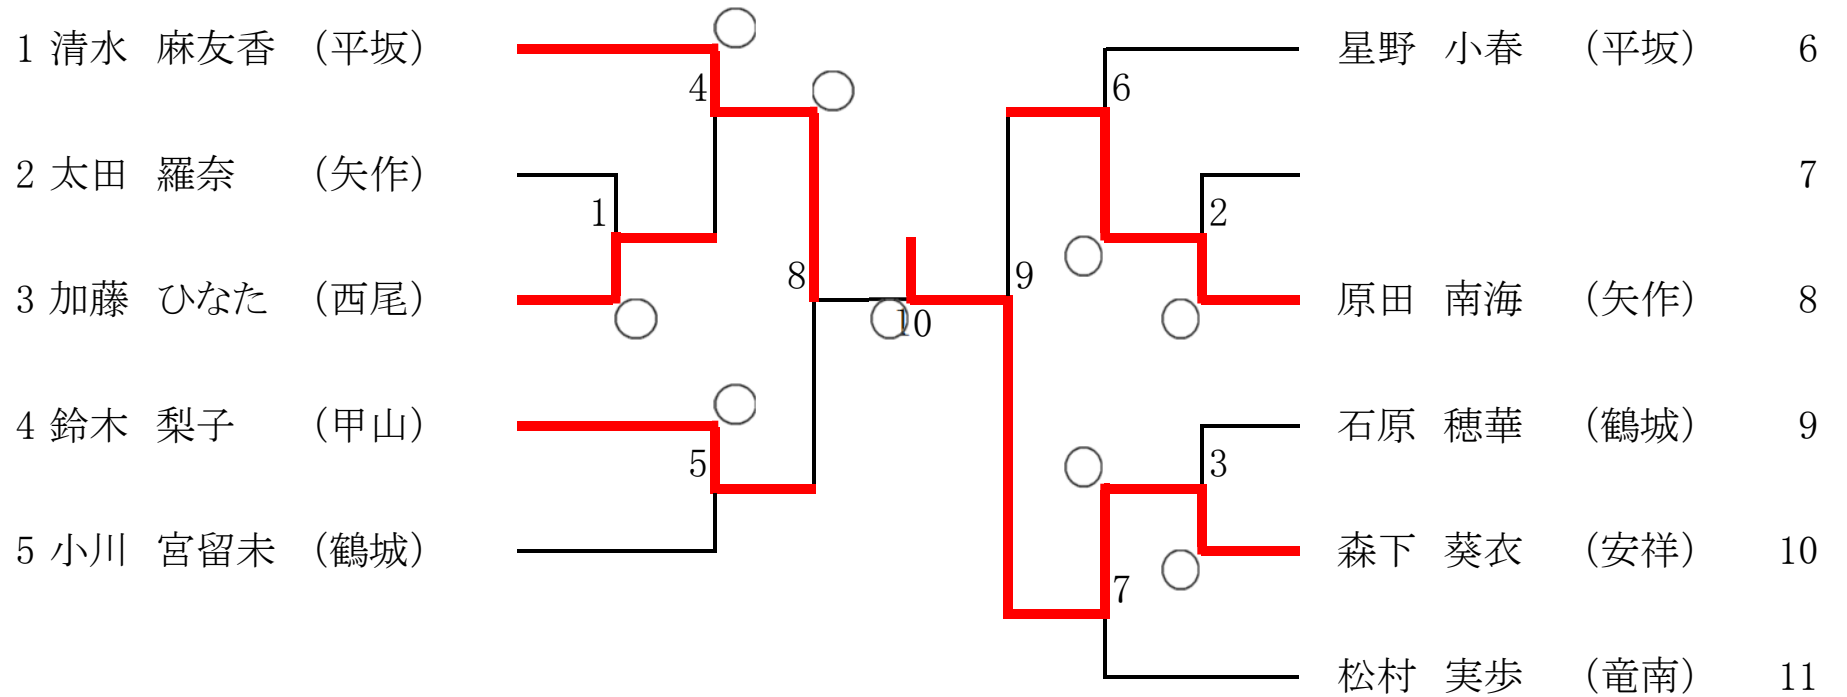 1 清水 麻友香 (平坂)
2 太田 羅奈 (矢作)
3 加藤 ひなた (西尾)
4 鈴木 梨子 (甲山)
5 小川 宮留未 (鶴城)
4
1
8
5
10
9
6
2
3
7
星野 小春 (平坂) 6
7
原田 南海 (矢作) 8
石原 穂華 (鶴城) 9
森下 葵衣 (安祥) 10
松村 実歩 (竜南) 11